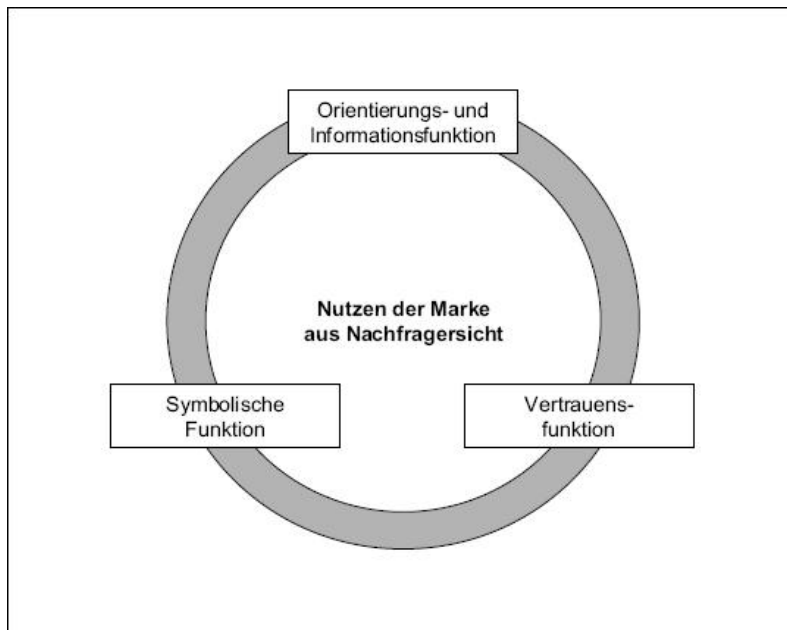 Orientierungs- und
Informationsfunktion
Nutzen der Marke
aus Nachfragersicht
Symbolische
Funktion
Vertrauens-
funktion